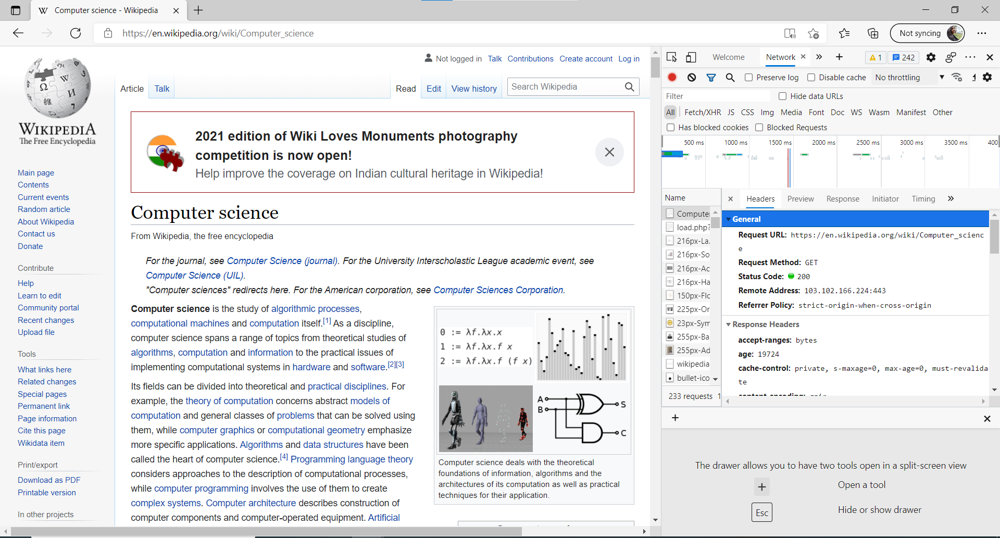 Computer science - Wikipedia
https://en.wikipedia.org/wiki/Computer_science
Not syncing
WIKIPEDIA
The Free Encyclopedia
Main page
Contents
Current events
Random article
About Wikipedia
Contact us
Donate
Contribute
Help
Learn to edit
Community portal
Recent changes
Upload file
Tools
What links here
Related changes
Special pages
Permanent link
Page information
Cite this page
Wikidata item
Print/export
Download as PDF
Printable version
In other projects
Not logged in Talk Contributions Create account Log in
Article Talk Read Edit View history Search Wikipedia
2021 edition of Wiki Loves Monuments photography
competition is now open!
Help improve the coverage on Indian cultural heritage in Wikipedia!
Computer science
From Wikipedia, the free encyclopedia
For the journal, see Computer Science (journal). For the University Interscholastic League academic event, see
Computer Science (UIL).
"Computer sciences" redirects here. For the American corporation, see Computer Sciences Corporation.
Computer science is the study of algorithmic processes,
computational machines and computation itself.[1] As a discipline,
computer science spans a range of topics from theoretical studies of
algorithms, computation and information to the practical issues of
implementing computational systems in hardware and software.[2][3]
Its fields can be divided into theoretical and practical disciplines. For
example, the theory of computation concerns abstract models of
computation and general classes of problems that can be solved using
them, while computer graphics or computational geometry emphasize
more specific applications. Algorithms and data structures have been
called the heart of computer science.[4] Programming language theory
considers approaches to the description of computational processes,
while computer programming involves the use of them to create
complex systems. Computer architecture describes construction of
computer components and computer-operated equipment. Artificial
0 := λf.λx.x
1 := λf.λx.f x
2 := λf.λx.f (f x)
A
B
S
C
Computer science deals with the theoretical
foundations of information, algorithms and the
architectures of its computation as well as practical
techniques for their application.
Welcome Network 1 242
Preserve log Disable cache No throttling
Filter Hide data URLs
All Fetch/XHR JS CSS Img Media Font Doc WS Wasm Manifest Other
Has blocked cookies Blocked Requests
500 ms 1000 ms 1500 ms 2000 ms 2500 ms 3000 ms 3500 ms 400
Name
Computer
load.php?
216px-La.
216px-So
216px-Ac
216px-Ha
150px-Flo
225px-Or
23px-Sym
255px-Ba
255px-Ad
wikipedia
bullet-ico
233 requests 1
Headers Preview Response Initiator Timing
General
Request URL: https://en.wikipedia.org/wiki/Computer_scienc
e
Request Method: GET
Status Code: 200
Remote Address: 103.102.166.224:443
Referrer Policy: strict-origin-when-cross-origin
Response Headers
accept-ranges: bytes
age: 19724
cache-control: private, s-maxage=0, max-age=0, must-revalida
te
The drawer allows you to have two tools open in a split-screen view
+ Open a tool
Esc Hide or show drawer